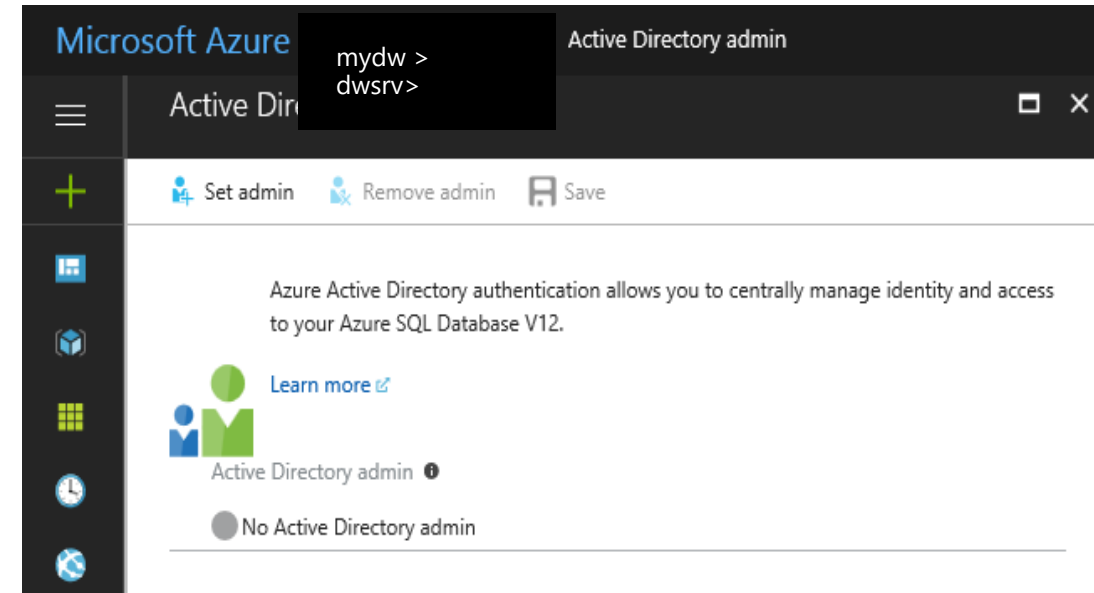 Microsoft Azure
mydw >
dwsrv>
Active Directory admin
Active Dire
Set admin
Remove admin
Save
Azure Active Directory authentication allows you to centrally manage identity and access
to your Azure SQL Database V12.
Learn more
Active Directory admin
No Active Directory admin